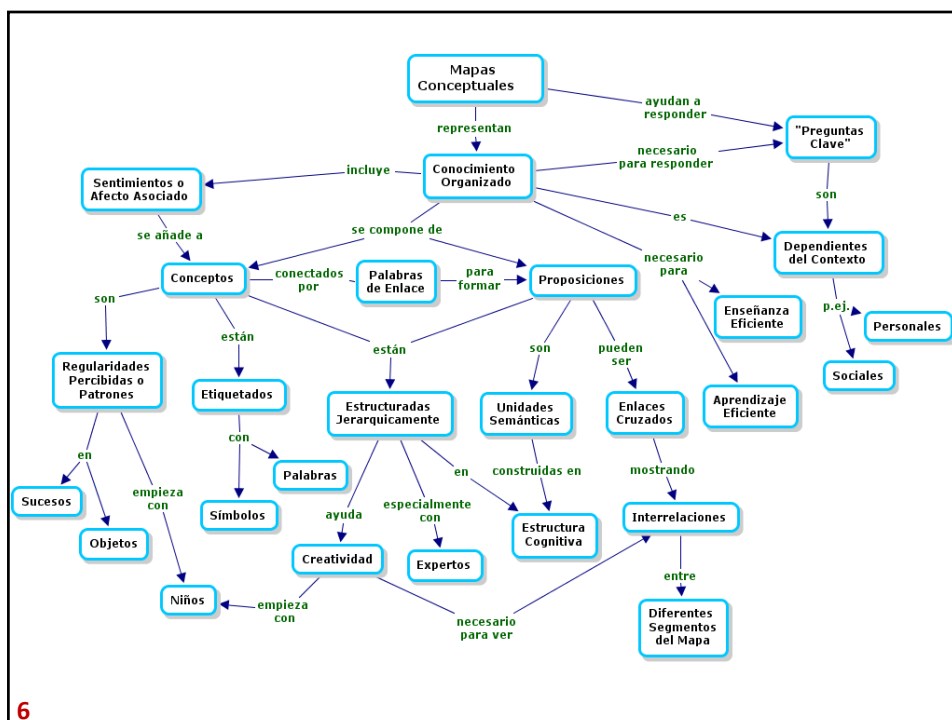 Mapas
Conceptuales
ayudan a
responder
representan
"Preguntas
Clave"
necesario
para responder
incluye
Conocimiento
Organizado
Sentimientos o
Afecto Asociado
son
es
se añade a
se compone de
Dependientes
del Contexto
Conceptos
conectados
por
Palabras
de Enlace
para
formar
Proposiciones
necesario
para
son
Enseñanza
Eficiente
p.ej.
Personales
están
están
son
pueden
ser
Regularidades
Percibidas o
Patrones
Etiquetados
Estructuradas
Jerarquicamente
Unidades
Semánticas
Enlaces
Cruzados
Aprendizaje
Eficiente
Sociales
en
con
Palabras
en
construidas en
mostrando
Sucesos
empieza
con
Símbolos
ayuda
especialmente
con
Estructura
Cognitiva
Interrelaciones
Objetos
Creatividad
Expertos
Niños
empieza
con
necesario
para ver
entre
Diferentes
Segmentos
del Mapa
6